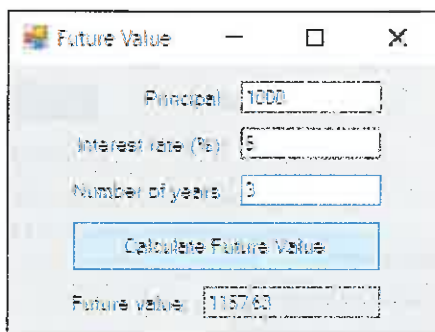 Future Value
Principal 1000
Interest rate (%) 5
Number of years 3
Calculate Future Value
Future value: 1157.63